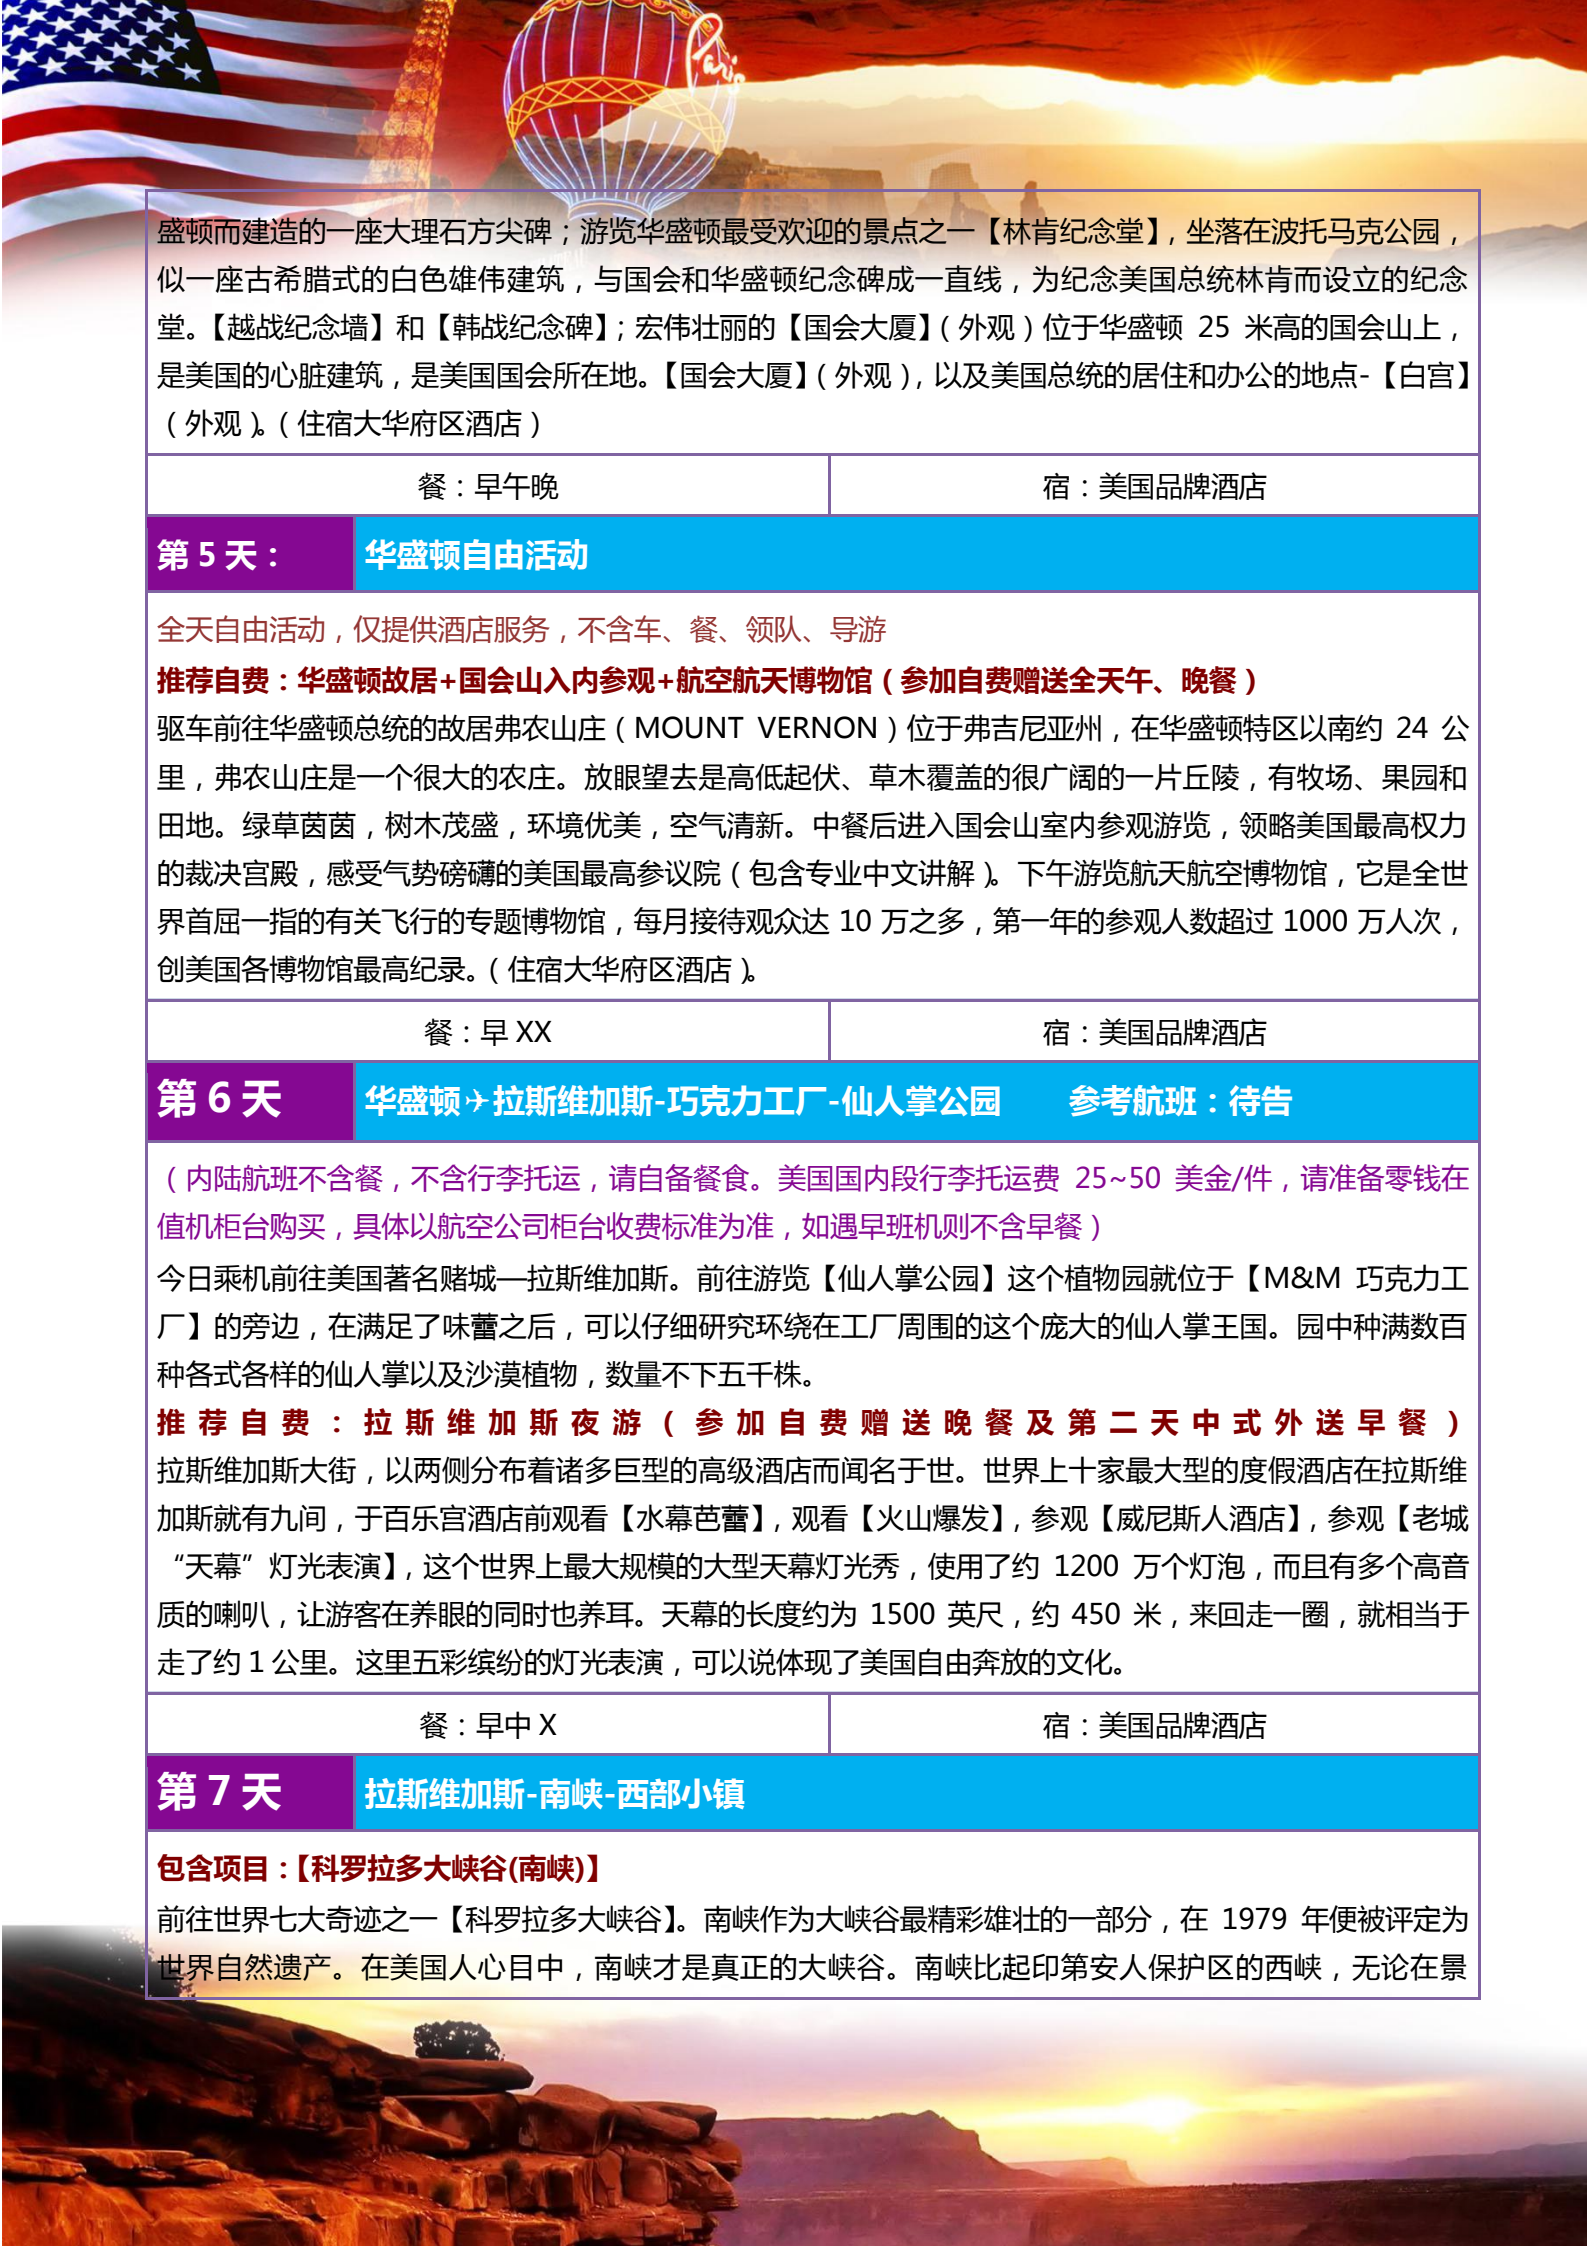 Paris
盛顿而建造的一座大理石方尖碑；游览华盛顿最受欢迎的景点之一【林肯纪念堂】，坐落在波托马克公园，
似一座古希腊式的白色雄伟建筑，与国会和华盛顿纪念碑成一直线，为纪念美国总统林肯而设立的纪念
堂。【越战纪念墙】和【韩战纪念碑】；宏伟壮丽的【国会大厦】（外观）位于华盛顿 25 米高的国会山上，
是美国的心脏建筑，是美国国会所在地。【国会大厦】（外观），以及美国总统的居住和办公的地点-【白宫】
（外观）。（住宿大华府区酒店）
餐：早午晚 宿：美国品牌酒店
第 5 天： 华盛顿自由活动
全天自由活动，仅提供酒店服务，不含车、餐、领队、导游
推荐自费：华盛顿故居+国会山入内参观+航空航天博物馆（参加自费赠送全天午、晚餐）
驱车前往华盛顿总统的故居弗农山庄（MOUNT VERNON）位于弗吉尼亚州，在华盛顿特区以南约 24 公
里，弗农山庄是一个很大的农庄。放眼望去是高低起伏、草木覆盖的很广阔的一片丘陵，有牧场、果园和
田地。绿草茵茵，树木茂盛，环境优美，空气清新。中餐后进入国会山室内参观游览，领略美国最高权力
的裁决宫殿，感受气势磅礴的美国最高参议院（包含专业中文讲解）。下午游览航天航空博物馆，它是全世
界首屈一指的有关飞行的专题博物馆，每月接待观众达 10 万之多，第一年的参观人数超过 1000 万人次，
创美国各博物馆最高纪录。（住宿大华府区酒店）。
餐：早 XX 宿：美国品牌酒店
第 6 天 华盛顿✈拉斯维加斯-巧克力工厂-仙人掌公园 参考航班：待告
（内陆航班不含餐，不含行李托运，请自备餐食。美国国内段行李托运费 25~50 美金/件，请准备零钱在
值机柜台购买，具体以航空公司柜台收费标准为准，如遇早班机则不含早餐）
今日乘机前往美国著名赌城—拉斯维加斯。前往游览【仙人掌公园】这个植物园就位于【M&M 巧克力工
厂】的旁边，在满足了味蕾之后，可以仔细研究环绕在工厂周围的这个庞大的仙人掌王国。园中种满数百
种各式各样的仙人掌以及沙漠植物，数量不下五千株。
推荐自费：拉斯维加斯夜游(参加自费赠送晚餐及第二天中式外送早餐)
拉斯维加斯大街，以两侧分布着诸多巨型的高级酒店而闻名于世。世界上十家最大型的度假酒店在拉斯维
加斯就有九间，于百乐宫酒店前观看【水幕芭蕾】，观看【火山爆发】，参观【威尼斯人酒店】，参观【老城
“天幕”灯光表演】，这个世界上最大规模的大型天幕灯光秀，使用了约 1200 万个灯泡，而且有多个高音
质的喇叭，让游客在养眼的同时也养耳。天幕的长度约为 1500 英尺，约 450 米，来回走一圈，就相当于
走了约 1 公里。这里五彩缤纷的灯光表演，可以说体现了美国自由奔放的文化。
餐：早中 X 宿：美国品牌酒店
第 7 天 拉斯维加斯-南峡-西部小镇
包含项目：【科罗拉多大峡谷(南峡)】
前往世界七大奇迹之一【科罗拉多大峡谷】。南峡作为大峡谷最精彩雄壮的一部分，在 1979 年便被评定为
世界自然遗产。在美国人心目中，南峡才是真正的大峡谷。南峡比起印第安人保护区的西峡，无论在景